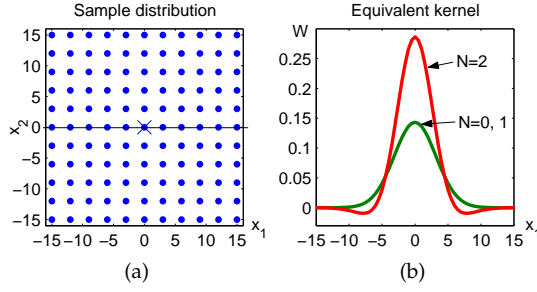 Sample distribution
15
10
5
0
−5
−10
−15
x2
−15 −10 −5 0 5 10 15
x1
(a)
Equivalent kernel
W
0.25
0.2
0.15
0.1
0.05
0
N=2
N=0, 1
−15 −10 −5 0 5 10 15
(b)